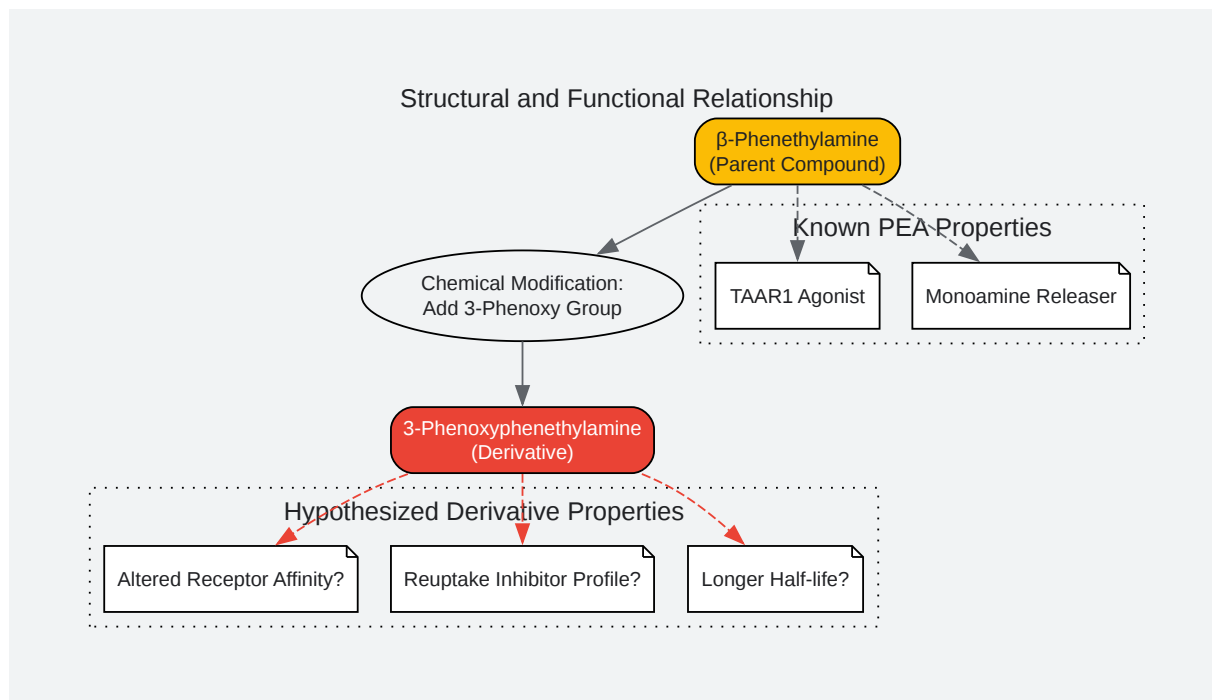 Structural and Functional Relationship
β-Phenethylamine
(Parent Compound)
Known PEA Properties
Chemical Modification:
Add 3-Phenoxy Group
TAAR1 Agonist
Monoamine Releaser
3-Phenoxyphenethylamine
(Derivative)
Hypothesized Derivative Properties
Altered Receptor Affinity?
Reuptake Inhibitor Profile?
Longer Half-life?